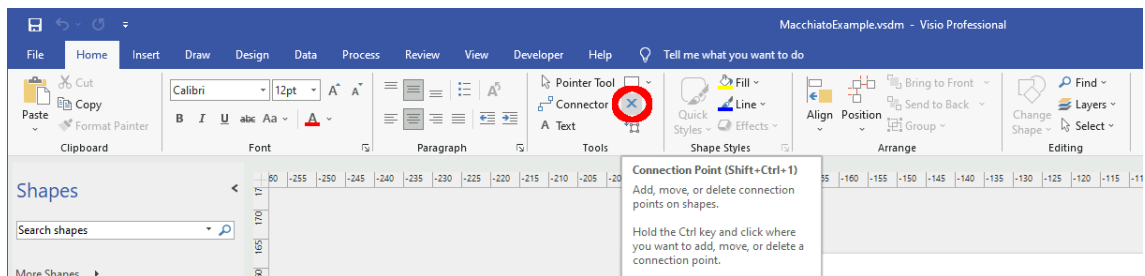 MacchiatoExample.vsdm - Visio Professional
File Home Insert Draw Design Data Process Review View Developer Help Tell me what you want to do
Cut
Copy
Format Painter
Paste
Clipboard
Calibri 12pt A A
B I U abc Aa A
Font
A
Paragraph
Pointer Tool
Connector
A Text
Tools
Quick
Styles
Fill
Line
Effects
Shape Styles
Align
Position
Bring to Front
Send to Back
Group
Arrange
Change
Shape
Find
Layers
Select
Editing
Shapes
Search shapes
More Shapes
60 -255 -250 -245 -240 -235 -230 -225 -220 -215 -210 -205 -20
55 -160 -155 -150 -145 -140 -135 -130 -125 -120 -115 -11
17
170
165
Connection Point (Shift+Ctrl+1)
Add, move, or delete connection
points on shapes.
Hold the Ctrl key and click where
you want to add, move, or delete a
connection point.